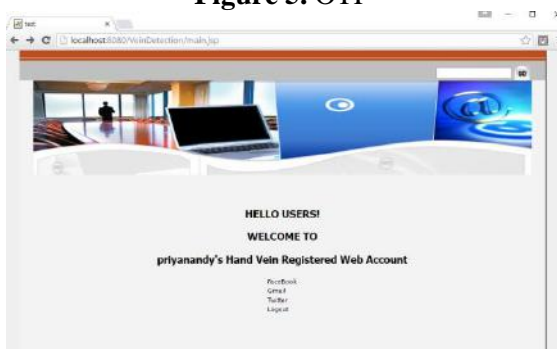 Figure 5. OTP
test
localhost:8080/VeinDetection/main.jsp
GO
HELLO USERS!
WELCOME TO
priyanandy's Hand Vein Registered Web Account
FaceBook
Gmail
Twitter
Logout